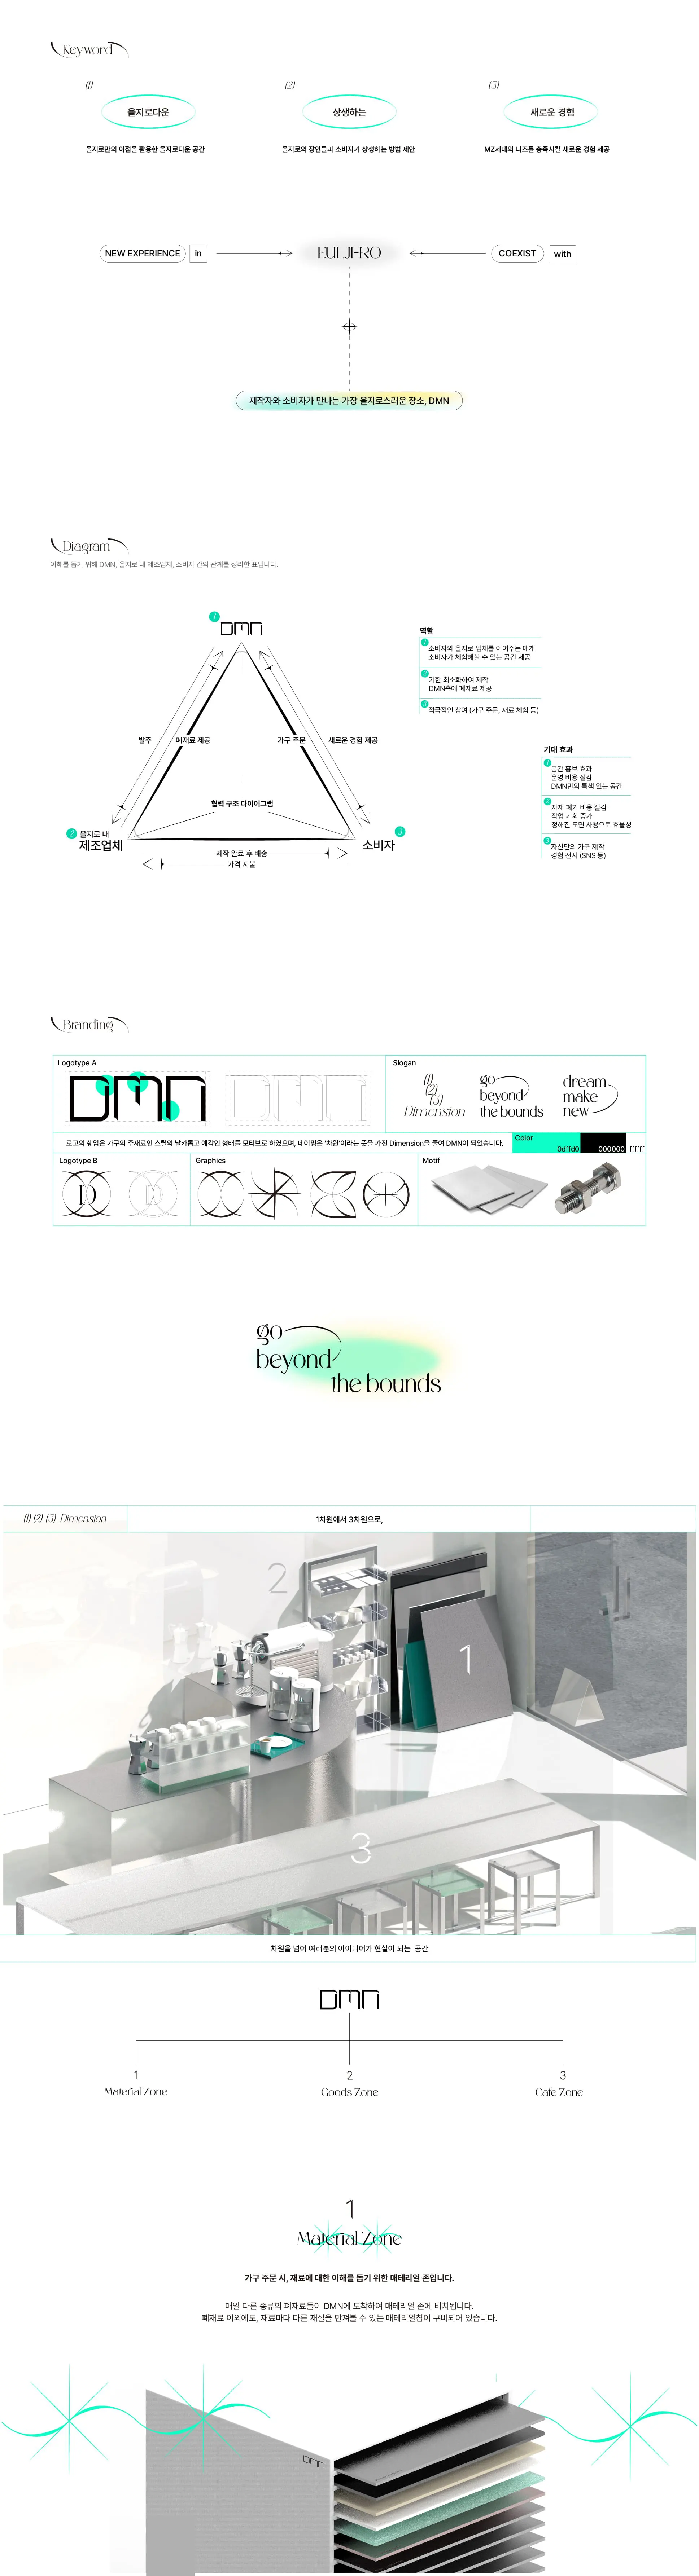 Keyword
(1)
을지로다운
을지로만의 이점을 활용한 을지로다운 공간
(2)
상생하는
을지로의 장인들과 소비자가 상생하는 방법 제안
(3)
새로운 경험
MZ세대의 니즈를 충족시킬 새로운 경험 제공
NEW EXPERIENCE in
EULJI-RO
COEXIST with
제작자와 소비자가 만나는 가장 을지로스러운 장소, DMN
Diagram
이해를 돕기 위해 DMN, 을지로 내 제조업체, 소비자 간의 관계를 정리한 표입니다.
1
DMN
발주
폐재료 제공
가구 주문
새로운 경험 제공
협력 구조 다이어그램
2 을지로 내
제조업체
3
소비자
제작 완료 후 배송
가격 지불
역할
1
소비자와 을지로 업체를 이어주는 매개
소비자가 체험해볼 수 있는 공간 제공
2
기한 최소화하여 제작
DMN측에 폐재료 제공
3
적극적인 참여 (가구 주문, 재료 체험 등)
기대 효과
1
공간 홍보 효과
운영 비용 절감
DMN만의 특색 있는 공간
2
자재 폐기 비용 절감
작업 기회 증가
정해진 도면 사용으로 효율성
3
자신만의 가구 제작
경험 전시 (SNS 등)
Branding
Logotype A
DMN
DMN
Slogan
(1)
(2)
(3)
Dimension
go
beyond
the bounds
dream
make
new
로고의 쉐입은 가구의 주재료인 스틸의 날카롭고 예각인 형태를 모티브로 하였으며, 네이밍은 '차원'이라는 뜻을 가진 Dimension을 줄여 DMN이 되었습니다.
Color
0dffd0
000000
ffffff
Logotype B
D
D
Graphics
Motif
go
beyond
the bounds
(1) (2) (3) Dimension
1차원에서 3차원으로,
2
1
3
차원을 넘어 여러분의 아이디어가 현실이 되는 공간
DMN
1
Material Zone
2
Goods Zone
3
Cafe Zone
1
Material Zone
가구 주문 시, 재료에 대한 이해를 돕기 위한 매테리얼 존입니다.
매일 다른 종류의 폐재료들이 DMN에 도착하여 매테리얼 존에 비치됩니다.
폐재료 이외에도, 재료마다 다른 재질을 만져볼 수 있는 매테리얼칩이 구비되어 있습니다.
DMN